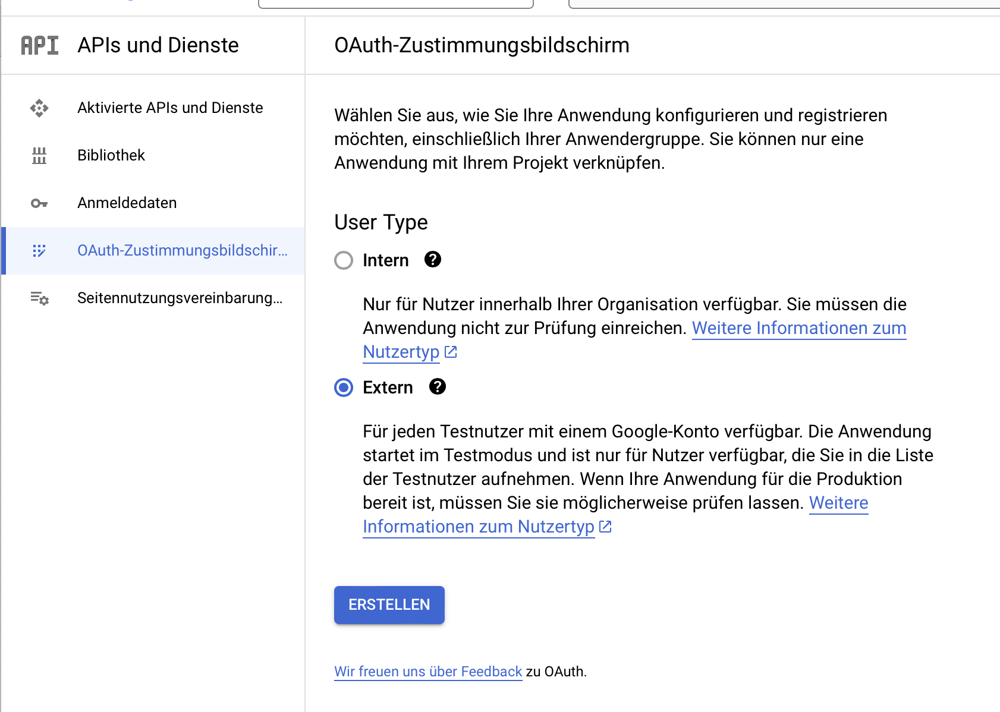 API APIs und Dienste
OAuth-Zustimmungsbildschirm
Aktivierte APIs und Dienste
Bibliothek
Anmeldedaten
OAuth-Zustimmungsbildschir...
Seitennutzungsvereinbarung...
Wählen Sie aus, wie Sie Ihre Anwendung konfigurieren und registrieren
möchten, einschließlich Ihrer Anwendergruppe. Sie können nur eine
Anwendung mit Ihrem Projekt verknüpfen.
User Type
Intern
Nur für Nutzer innerhalb Ihrer Organisation verfügbar. Sie müssen die
Anwendung nicht zur Prüfung einreichen. Weitere Informationen zum
Nutzertyp
Extern
Für jeden Testnutzer mit einem Google-Konto verfügbar. Die Anwendung
startet im Testmodus und ist nur für Nutzer verfügbar, die Sie in die Liste
der Testnutzer aufnehmen. Wenn Ihre Anwendung für die Produktion
bereit ist, müssen Sie sie möglicherweise prüfen lassen. Weitere
Informationen zum Nutzertyp
ERSTELLEN
Wir freuen uns über Feedback zu OAuth.